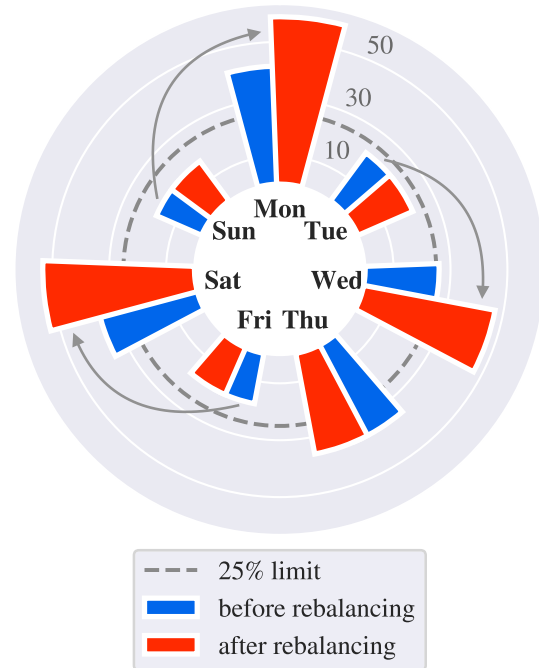 50
30
10
Mon
Sun Tue
Sat Wed
Fri Thu
25% limit
before rebalancing
after rebalancing